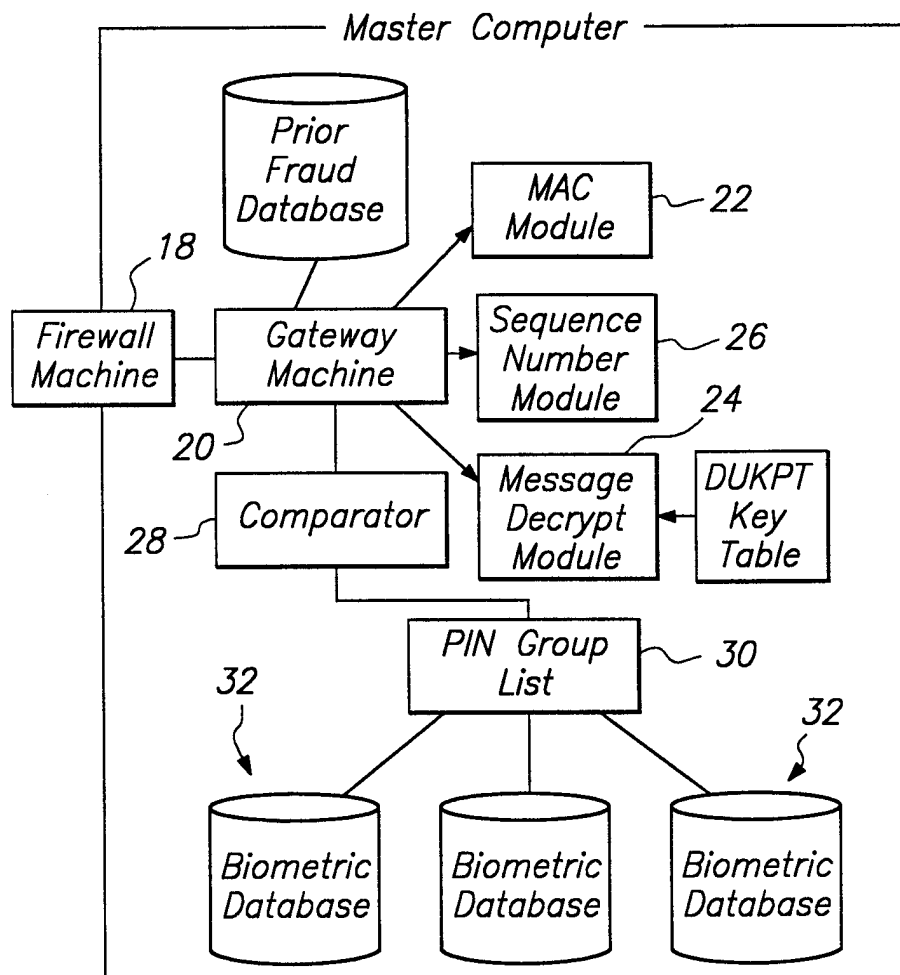 Master Computer
Prior
Fraud
Database
MAC
Module
22
18
Firewall
Machine
Gateway
Machine
20
Sequence
Number
Module
26
24
Comparator
28
Message
Decrypt
Module
DUKPT
Key
Table
PIN Group
List
30
32
32
Biometric
Database
Biometric
Database
Biometric
Database